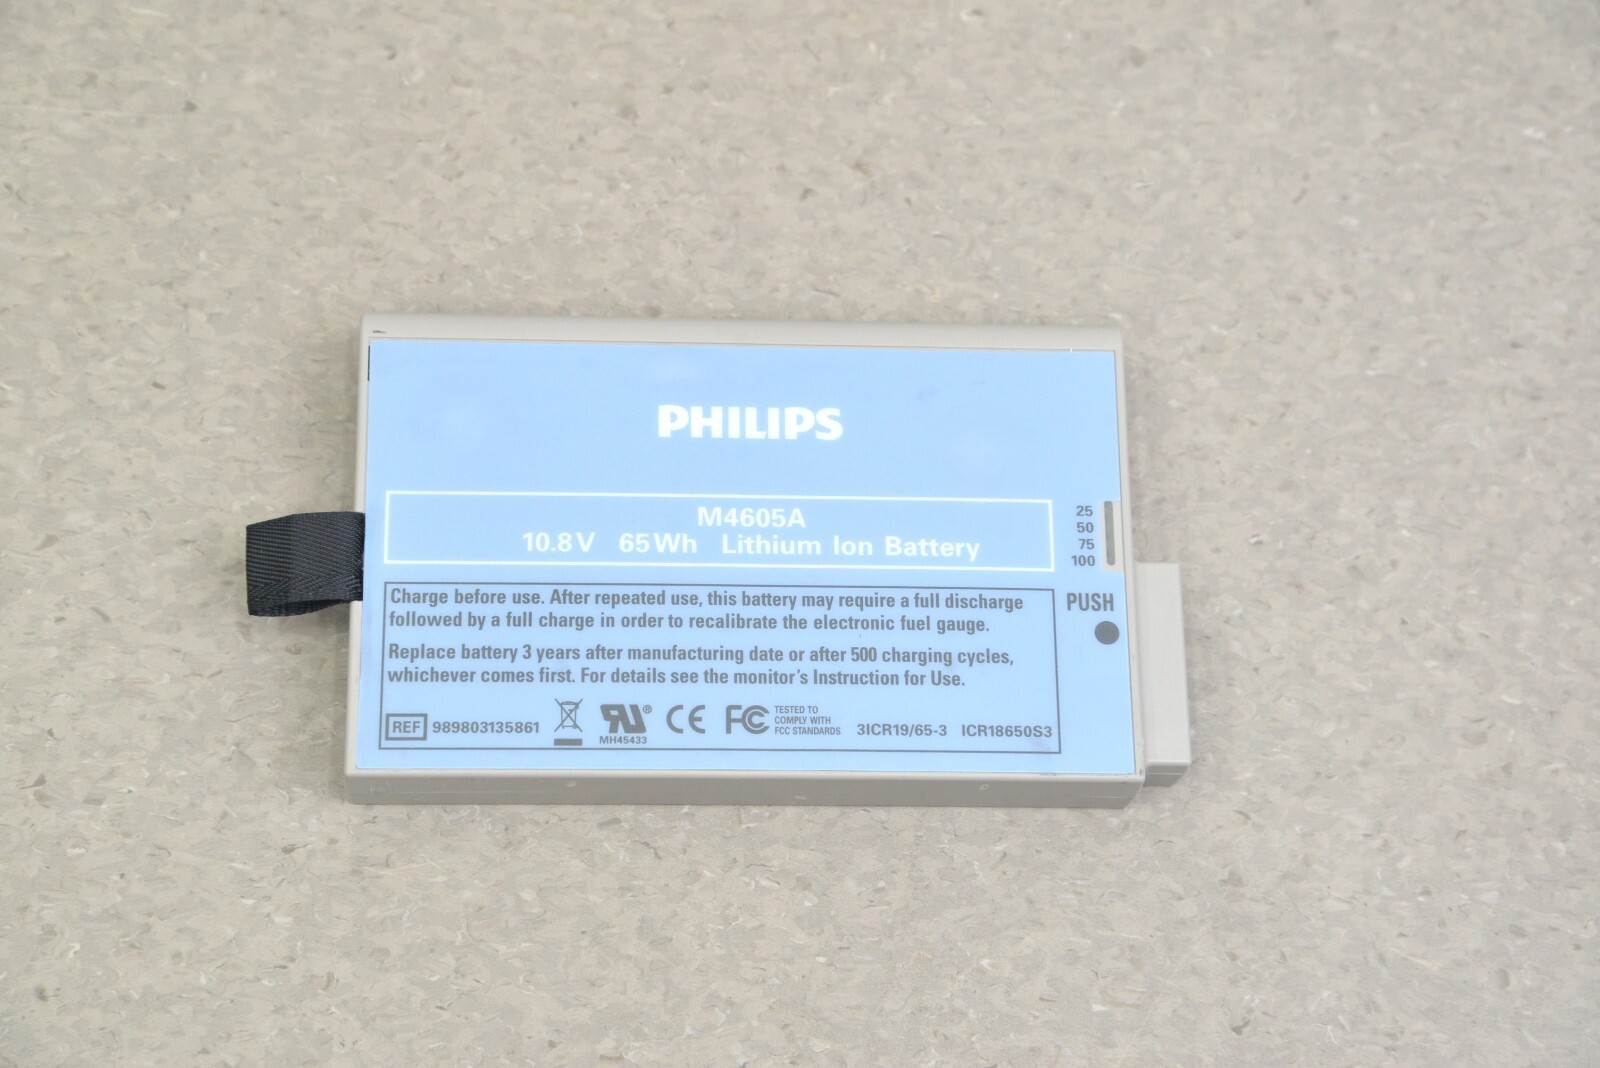 PHILIPS
M4605A
10.8V 65Wh Lithium Ion Battery
25
50
75
100
PUSH
Charge before use. After repeated use, this battery may require a full discharge
followed by a full charge in order to recalibrate the electronic fuel gauge.
Replace battery 3 years after manufacturing date or after 500 charging cycles,
whichever comes first. For details see the monitor's Instruction for Use.
REF 989803135861
MH45433
CE
FC
TESTED TO
COMPLY WITH
FCC STANDARDS
3ICR19/65-3 ICR18650S3